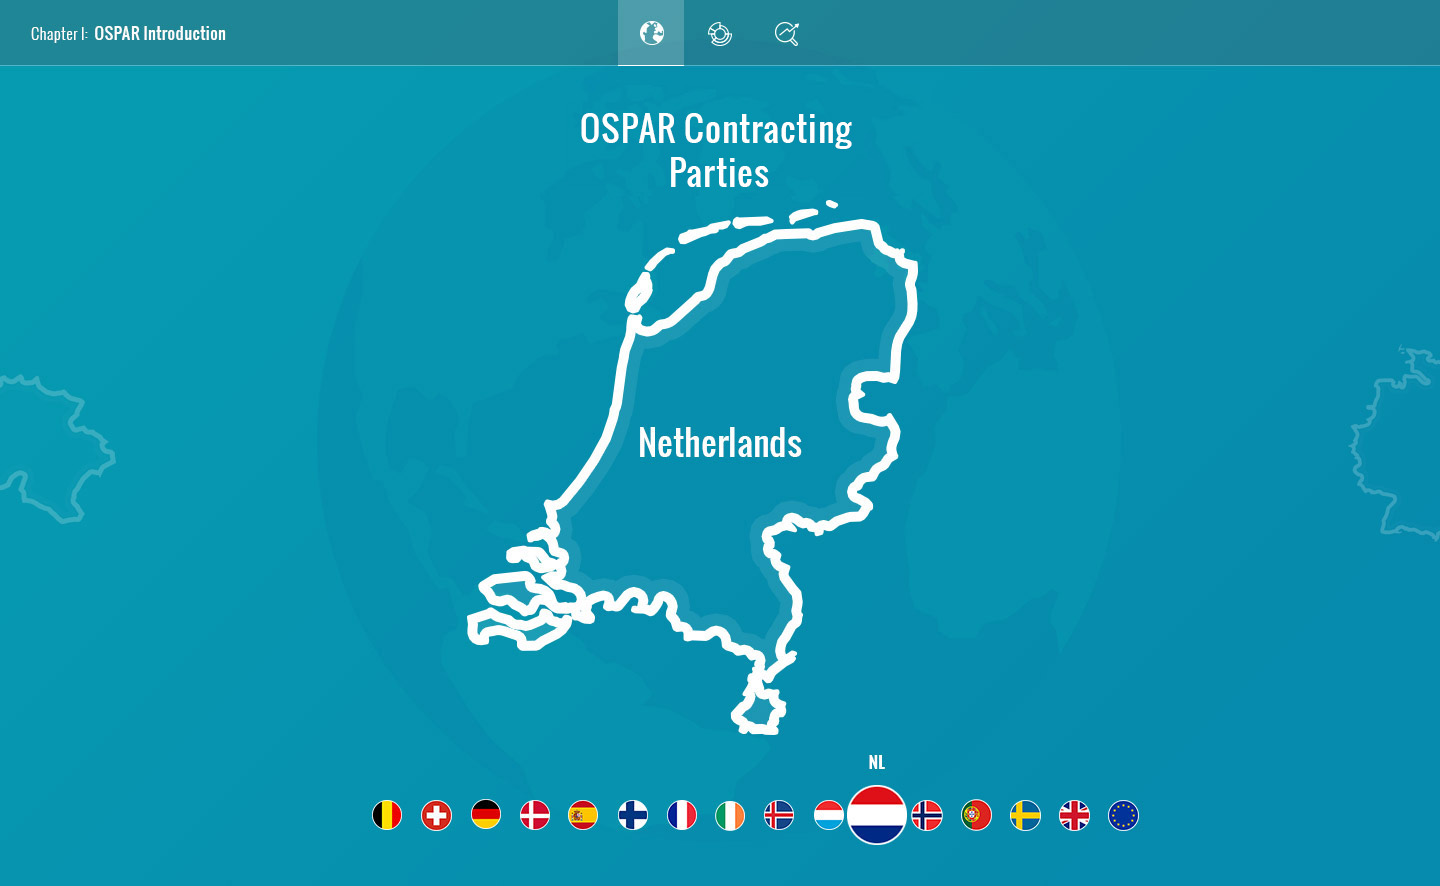 Chapter I: OSPAR Introduction
OSPAR Contracting
Parties
Netherlands
NL